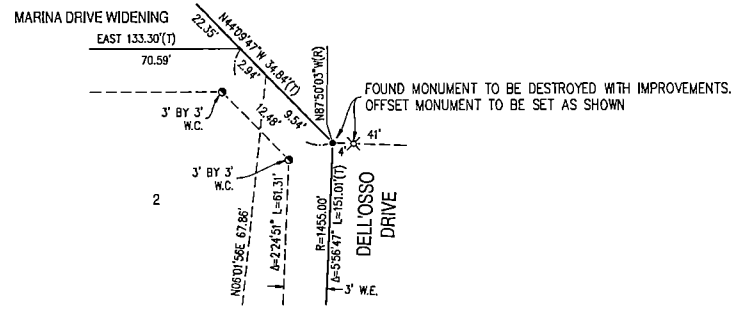 MARINA DRIVE WIDENING
EAST 133.30'(T)
70.59'
22.35'
N44°09'47"W 34.84'(T)
(2.94'
12.48'
9.54'
N87°50'03"W(R)
FOUND MONUMENT TO BE DESTROYED WITH IMPROVEMENTS.
OFFSET MONUMENT TO BE SET AS SHOWN
3' BY 3'
W.C.
41'
4'
3' BY 3'
W.C.
2
N06°01'56"E 67.86'
Δ=2°24'51" L=61.31'
R=1455.00'
Δ=5°56'47" L=151.01'(T)
DELL'OSSO
DRIVE
3' W.E.